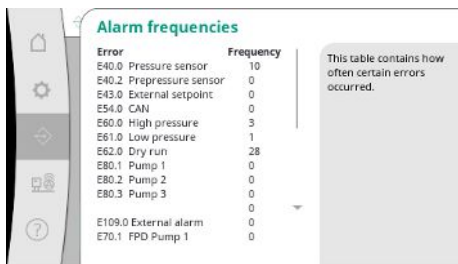 Alarm frequencies
Error Frequency
E40.0 Pressure sensor 10
E40.2 Prepressure sensor 0
E43.0 External setpoint 0
E54.0 CAN 0
E60.0 High pressure 3
E61.0 Low pressure 1
E62.0 Dry run 28
E80.1 Pump 1 0
E80.2 Pump 2 0
E80.3 Pump 3 0
0
E109.0 External alarm 0
E70.1 FPD Pump 1 0
This table contains how
often certain errors
occurred.
?